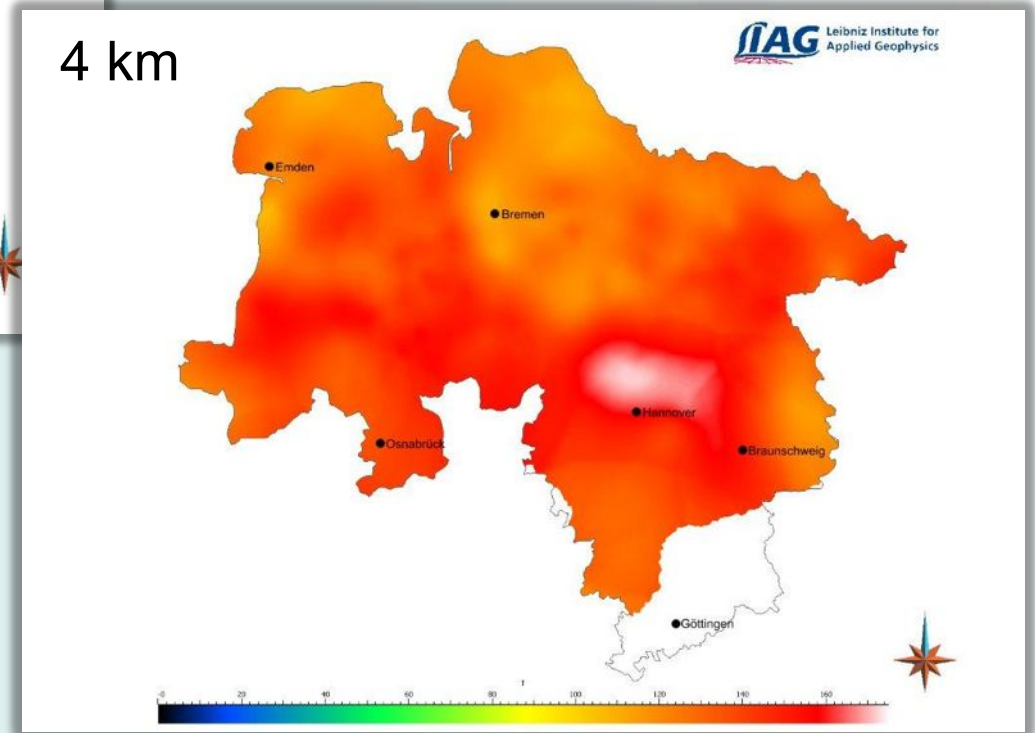 4 km
LIAG
Leibniz Institute for
Applied Geophysics
Emden
Bremen
Hannover
Osnabrück
Braunschweig
Göttingen
T
-0 20 40 60 80 100 120 140 160